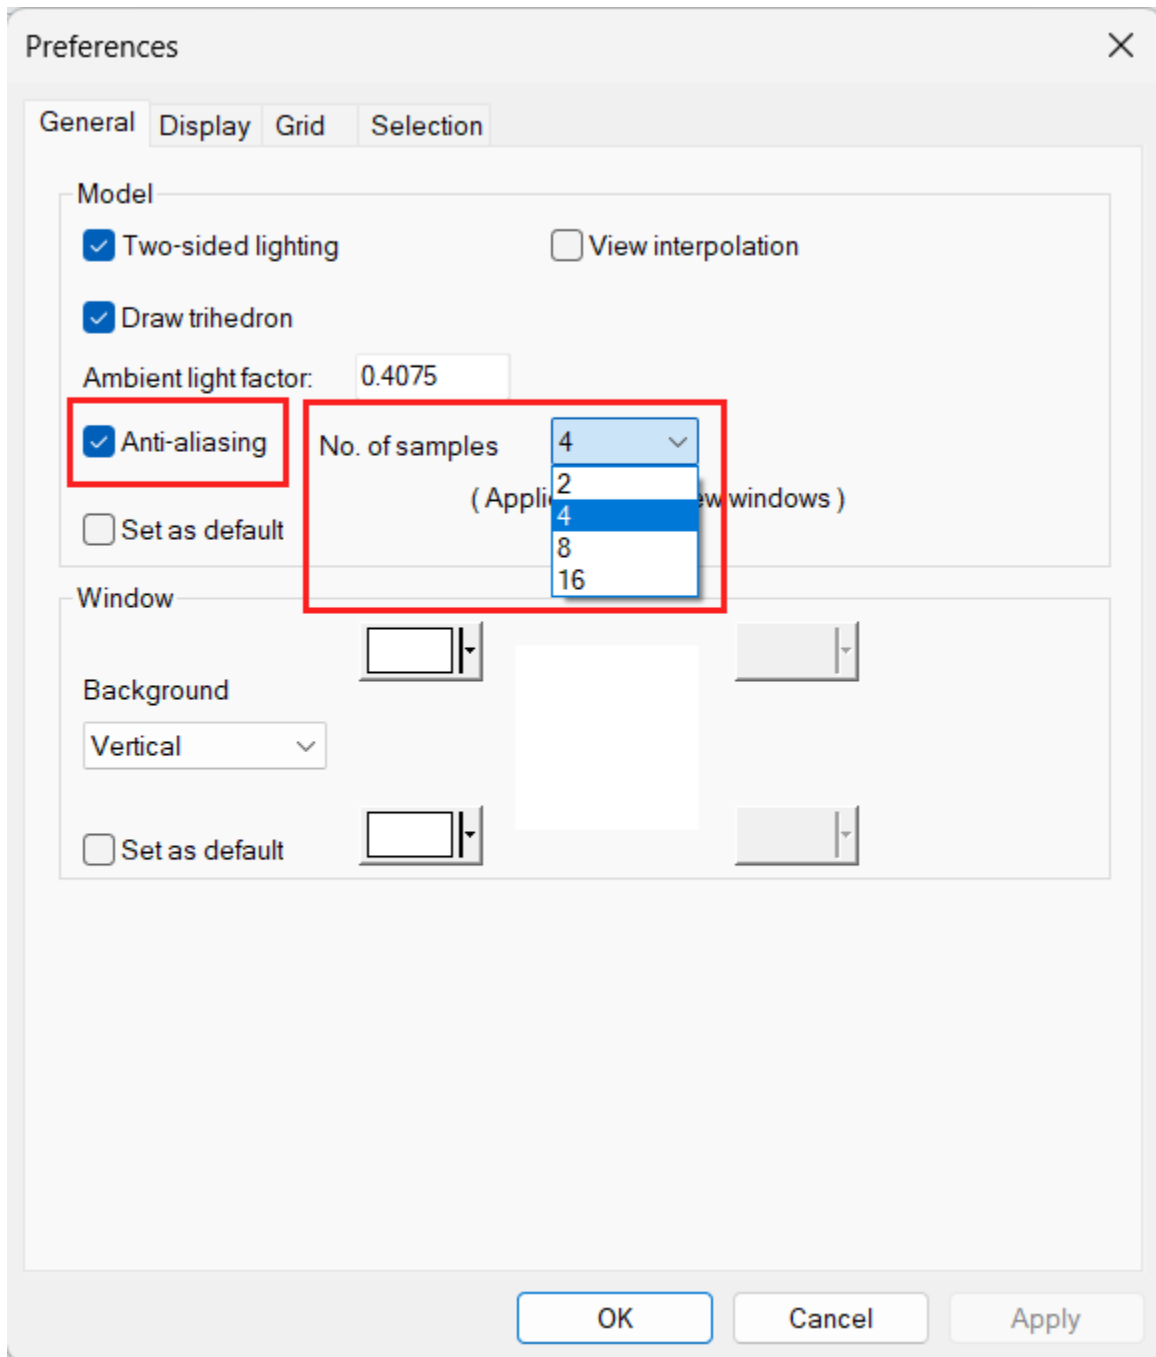 Preferences
General Display Grid Selection
Model
Two-sided lighting View interpolation
Draw trihedron
Ambient light factor: 0.4075
Anti-aliasing No. of samples 4
2
( Appli ew windows )
4
8
Set as default
16
Window
Background
Vertical
Set as default
OK Cancel Apply